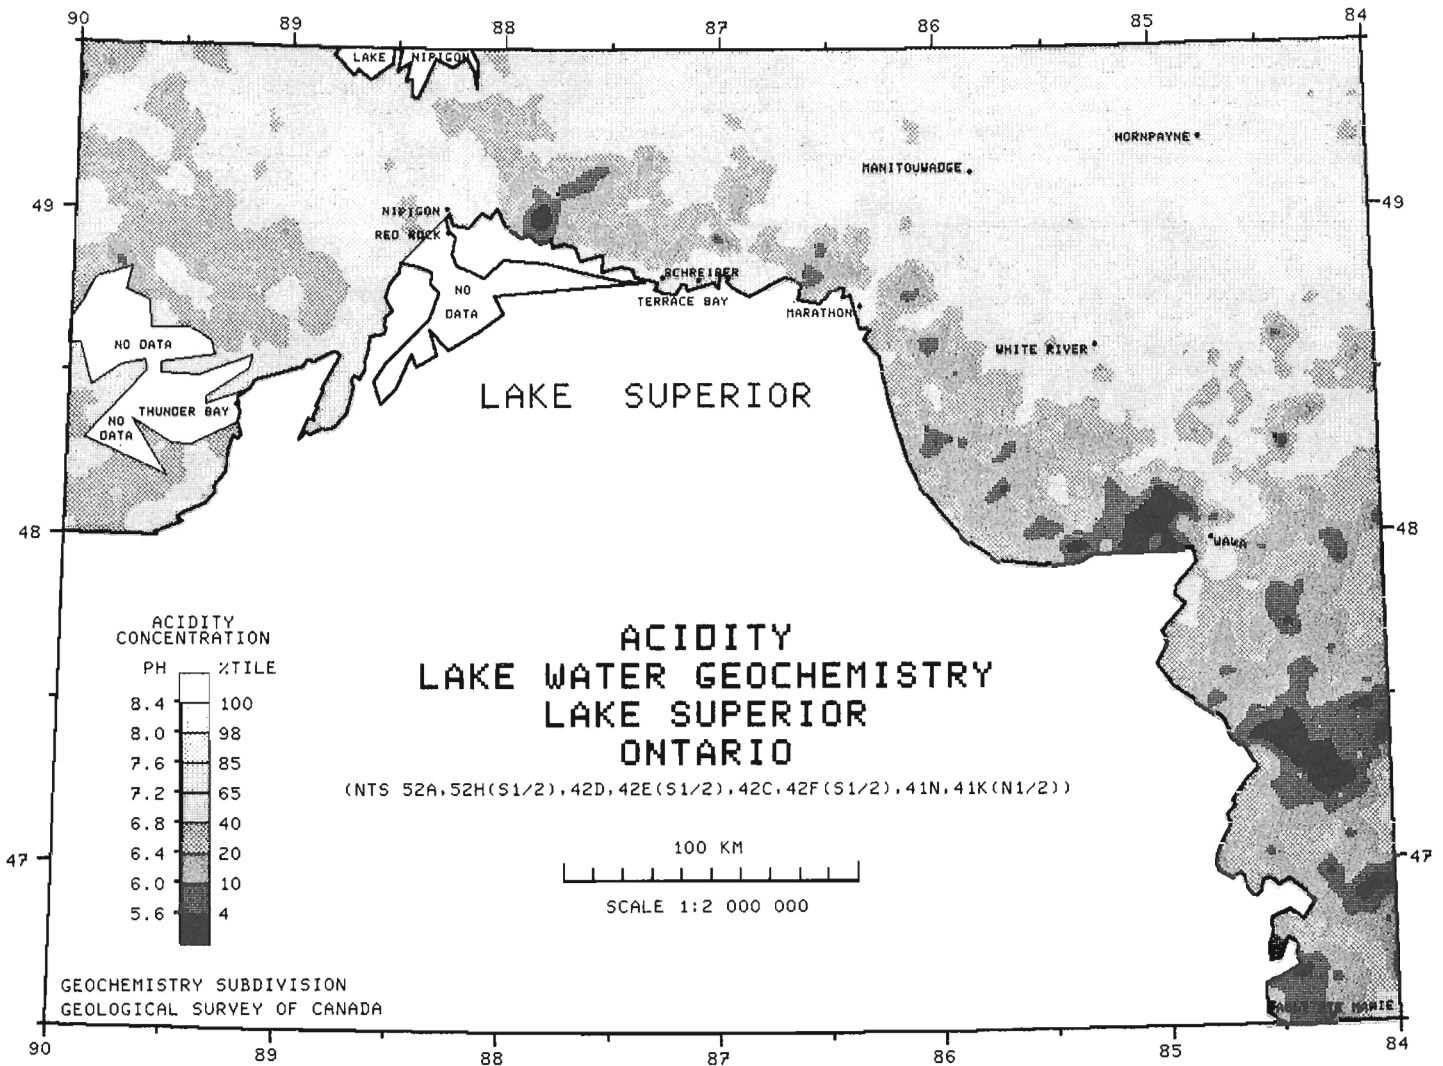 90 89 88 87 86 85 84
LAKE NIPIGON
HORNPAYNE
MANITOUWADGE
49 49
NIPIGON
RED ROCK
SCHREIBER
NO
DATA
TERRACE BAY
MARATHON
NO DATA
WHITE RIVER
LAKE SUPERIOR
THUNDER BAY
NO
DATA
48 48
WAWA
ACIDITY
CONCENTRATION
PH %TILE
8.4 100
8.0 98
7.6 85
7.2 65
6.8 40
6.4 20
6.0 10
5.6 4
ACIDITY
LAKE WATER GEOCHEMISTRY
LAKE SUPERIOR
ONTARIO
(NTS 52A,52H(S1/2),42D,42E(S1/2),42C,42F(S1/2),41N,41K(N1/2))
47 47
100 KM
SCALE 1:2 000 000
GEOCHEMISTRY SUBDIVISION
GEOLOGICAL SURVEY OF CANADA
MARIE
90 89 88 87 86 85 84